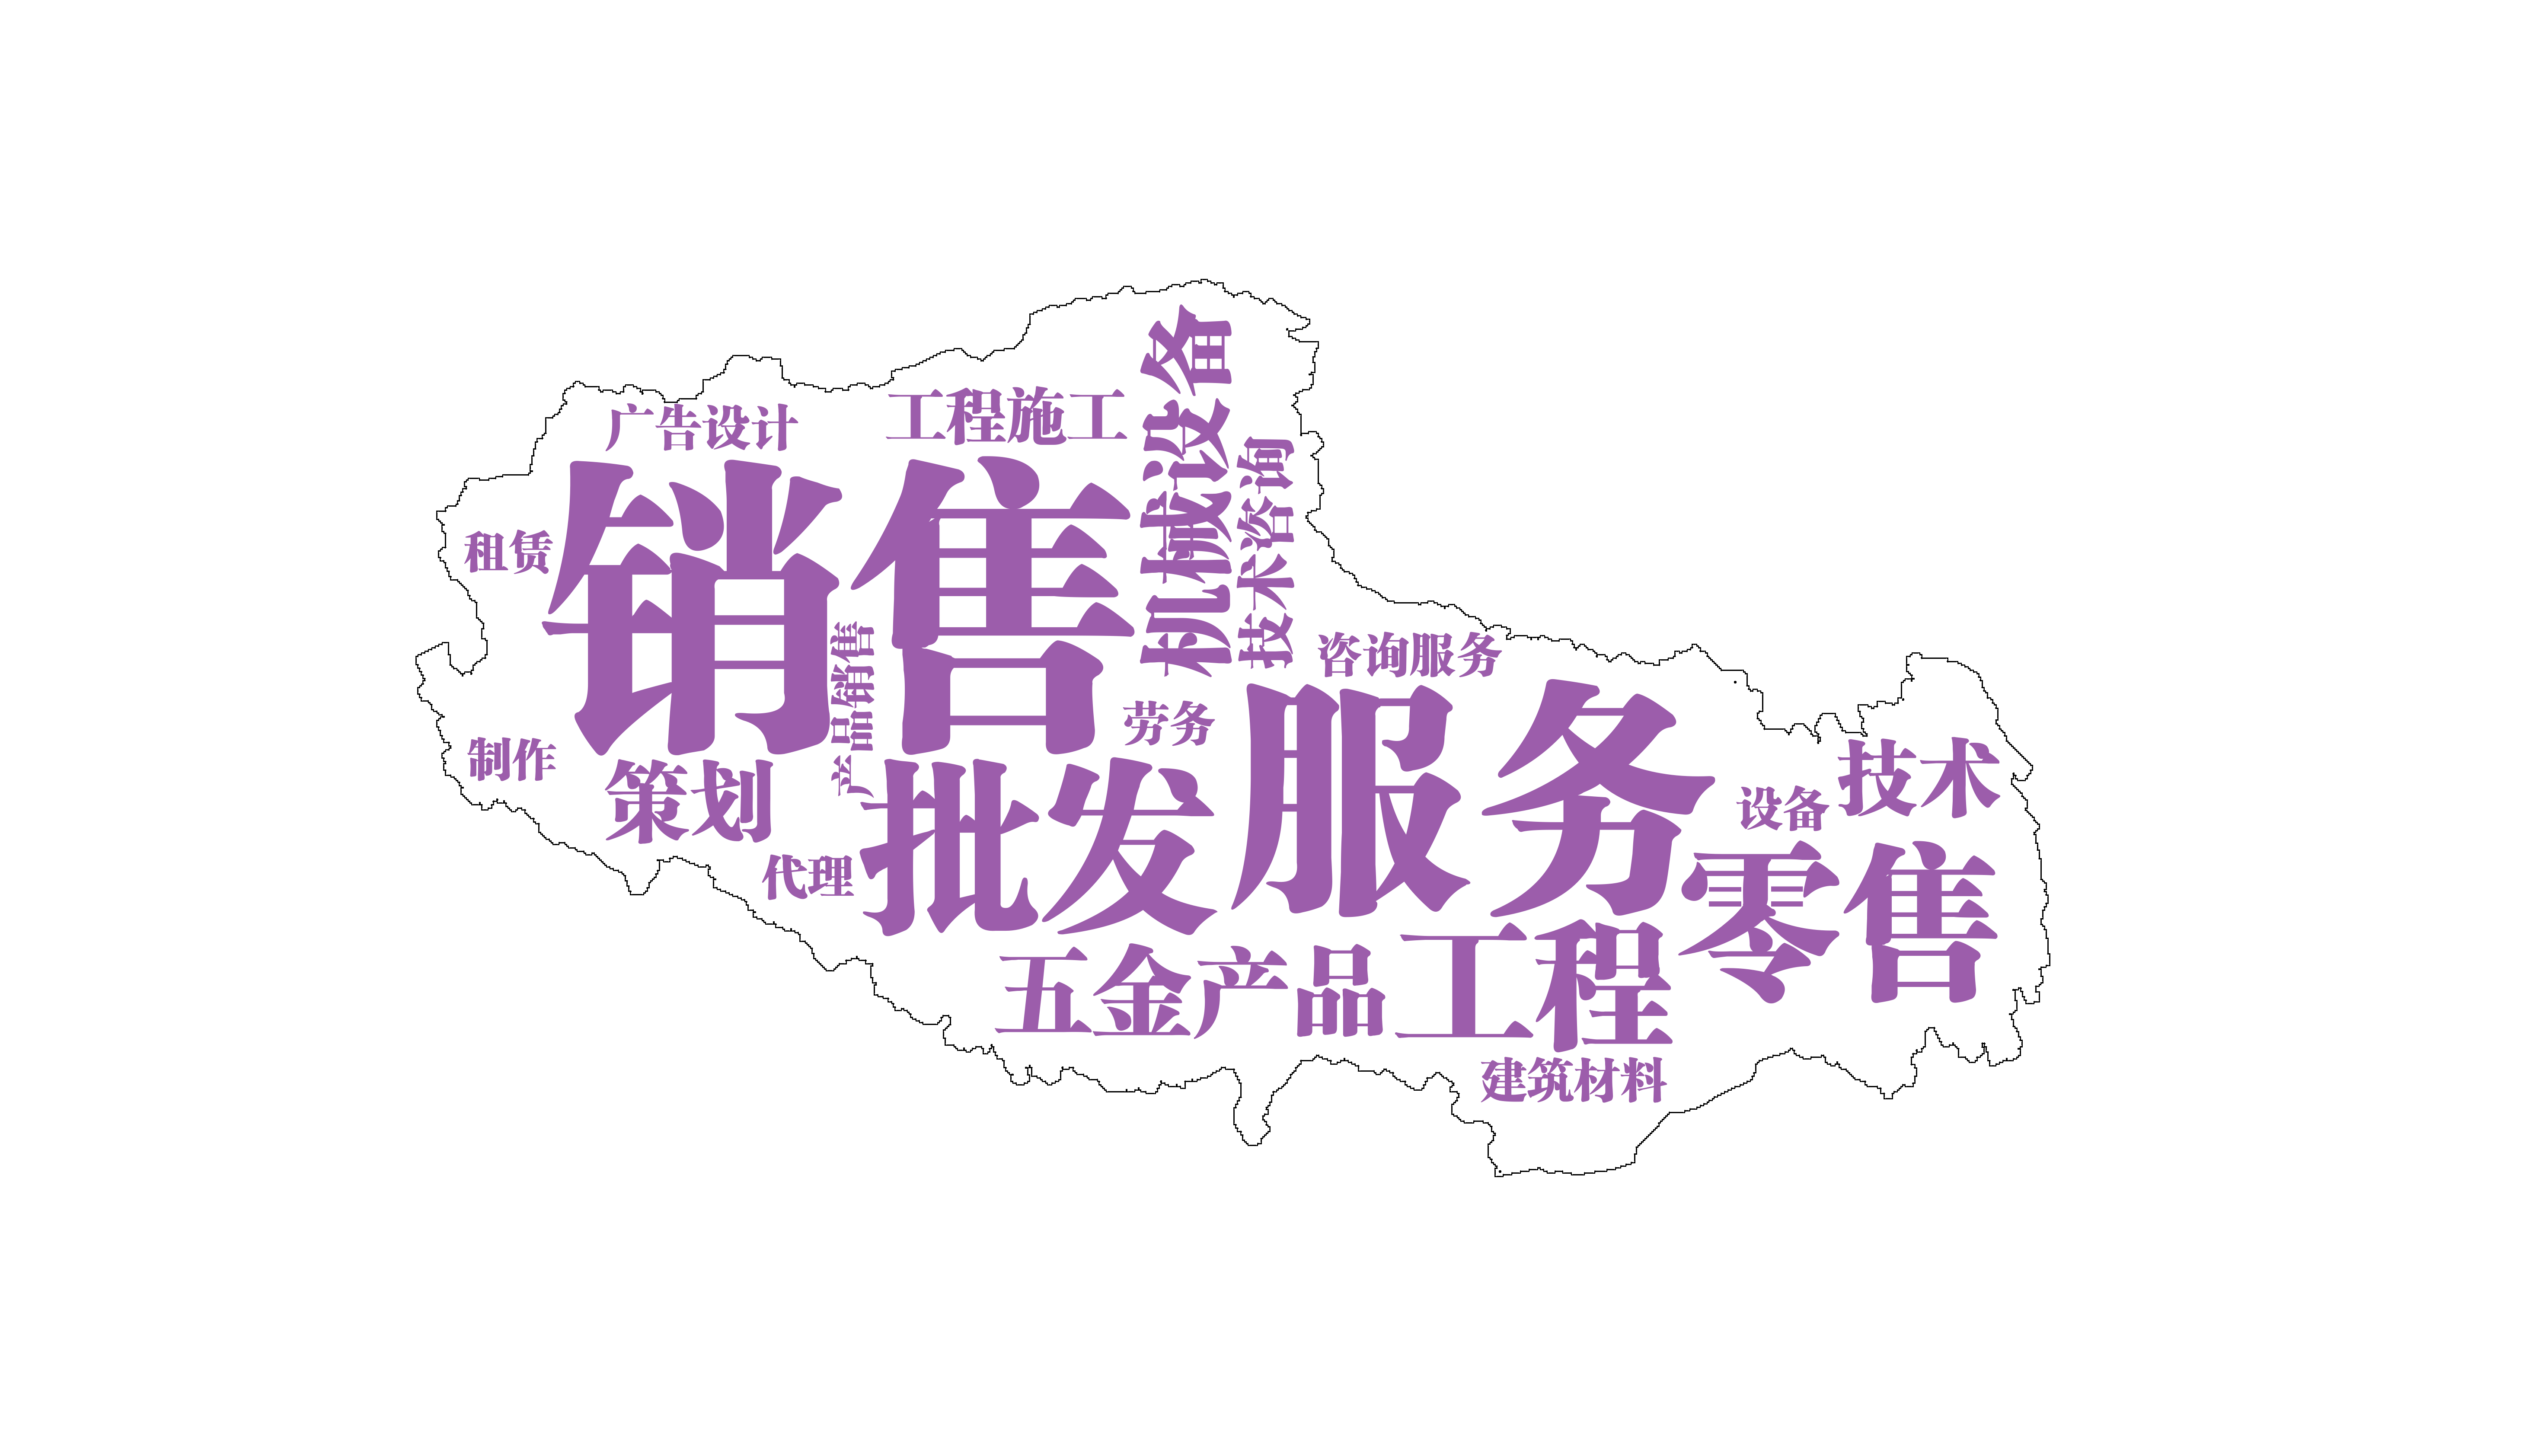 工程施工
广告设计
机械设备
技术咨询
销售
租赁
产品销售
咨询服务
服务
劳务
制作
策划
批发
技术
设备
代理
零售
工程
五金产品
建筑材料